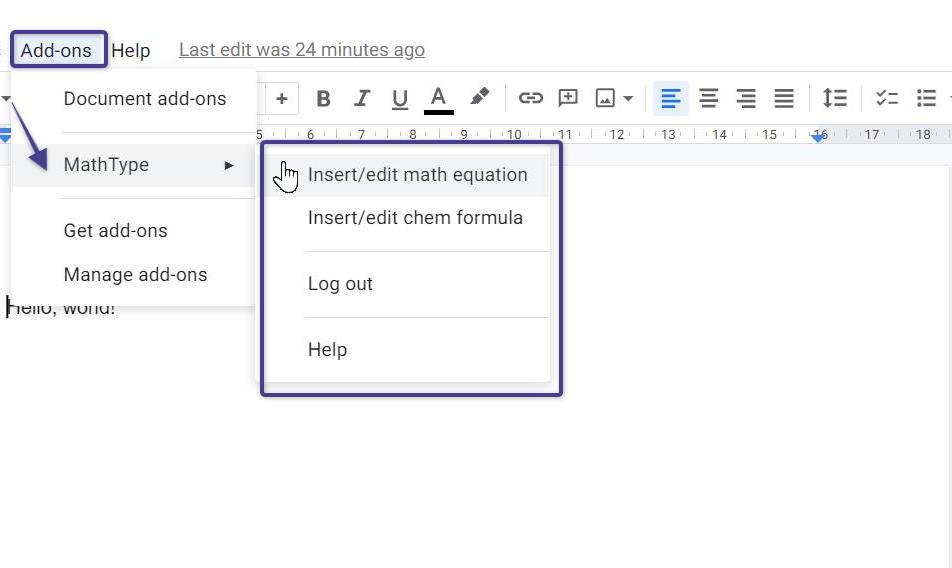 Add-ons Help Last edit was 24 minutes ago
Document add-ons
+ B I U A
5 6 7 8 9 10 11 12 13 14 15 16 17 18
MathType ►
Insert/edit math equation
Insert/edit chem formula
Get add-ons
Manage add-ons
Log out
Hello, world!
Help